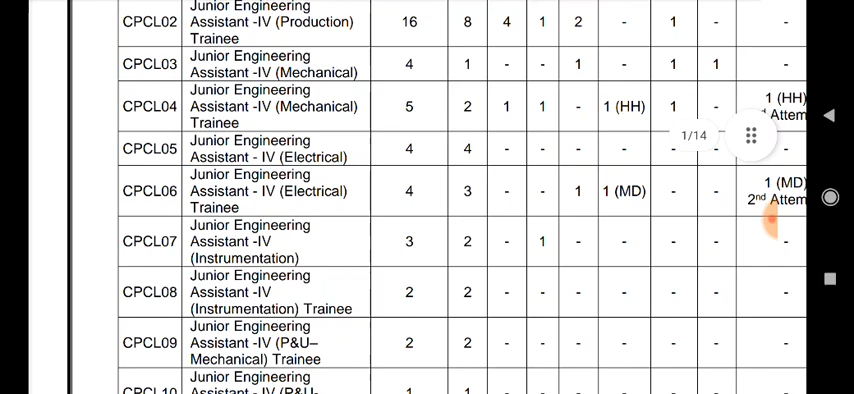 Junior Engineering
CPCL02 Assistant -IV (Production) 16 8 4 1 2 - 1 - -
Trainee
CPCL03 Junior Engineering 4 1 - - 1 - 1 1 -
Assistant -IV (Mechanical)
Junior Engineering
CPCL04 Assistant -IV (Mechanical) 5 2 1 1 - 1 (HH) 1 - 1 (HH)
Trainee Attem
1/14
CPCL05 Junior Engineering 4 4 - - - - - - -
Assistant - IV (Electrical)
Junior Engineering
CPCL06 Assistant - IV (Electrical) 4 3 - - 1 1 (MD) - - 1 (MD)
Trainee 2nd Attem
Junior Engineering
CPCL07 Assistant -IV 3 2 - 1 - - - - -
(Instrumentation)
Junior Engineering
CPCL08 Assistant -IV 2 2 - - - - - - -
(Instrumentation) Trainee
Junior Engineering
CPCL09 Assistant -IV (P&U– 2 2 - - - - - - -
Mechanical) Trainee
Junior Engineering
CPCL10 Assistant - IV (P&U- 1 1 - - - - - - -